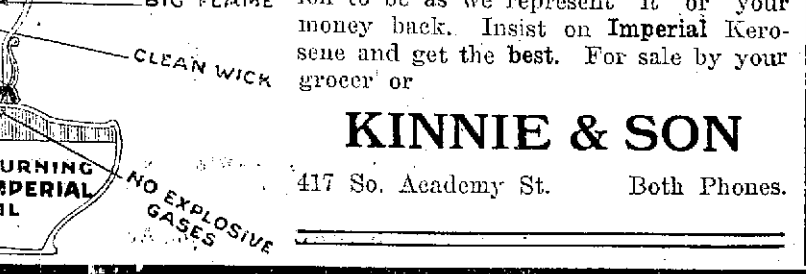 BIG FLAME
CLEAN WICK
URNING
MPERIAL
IL
NO EXPLOSIVE
GASES
to be as we represent it or your
money back. Insist on Imperial Kero-
sene and get the best. For sale by your
grocer or
KINNIE & SON
417 So. Academy St. Both Phones.